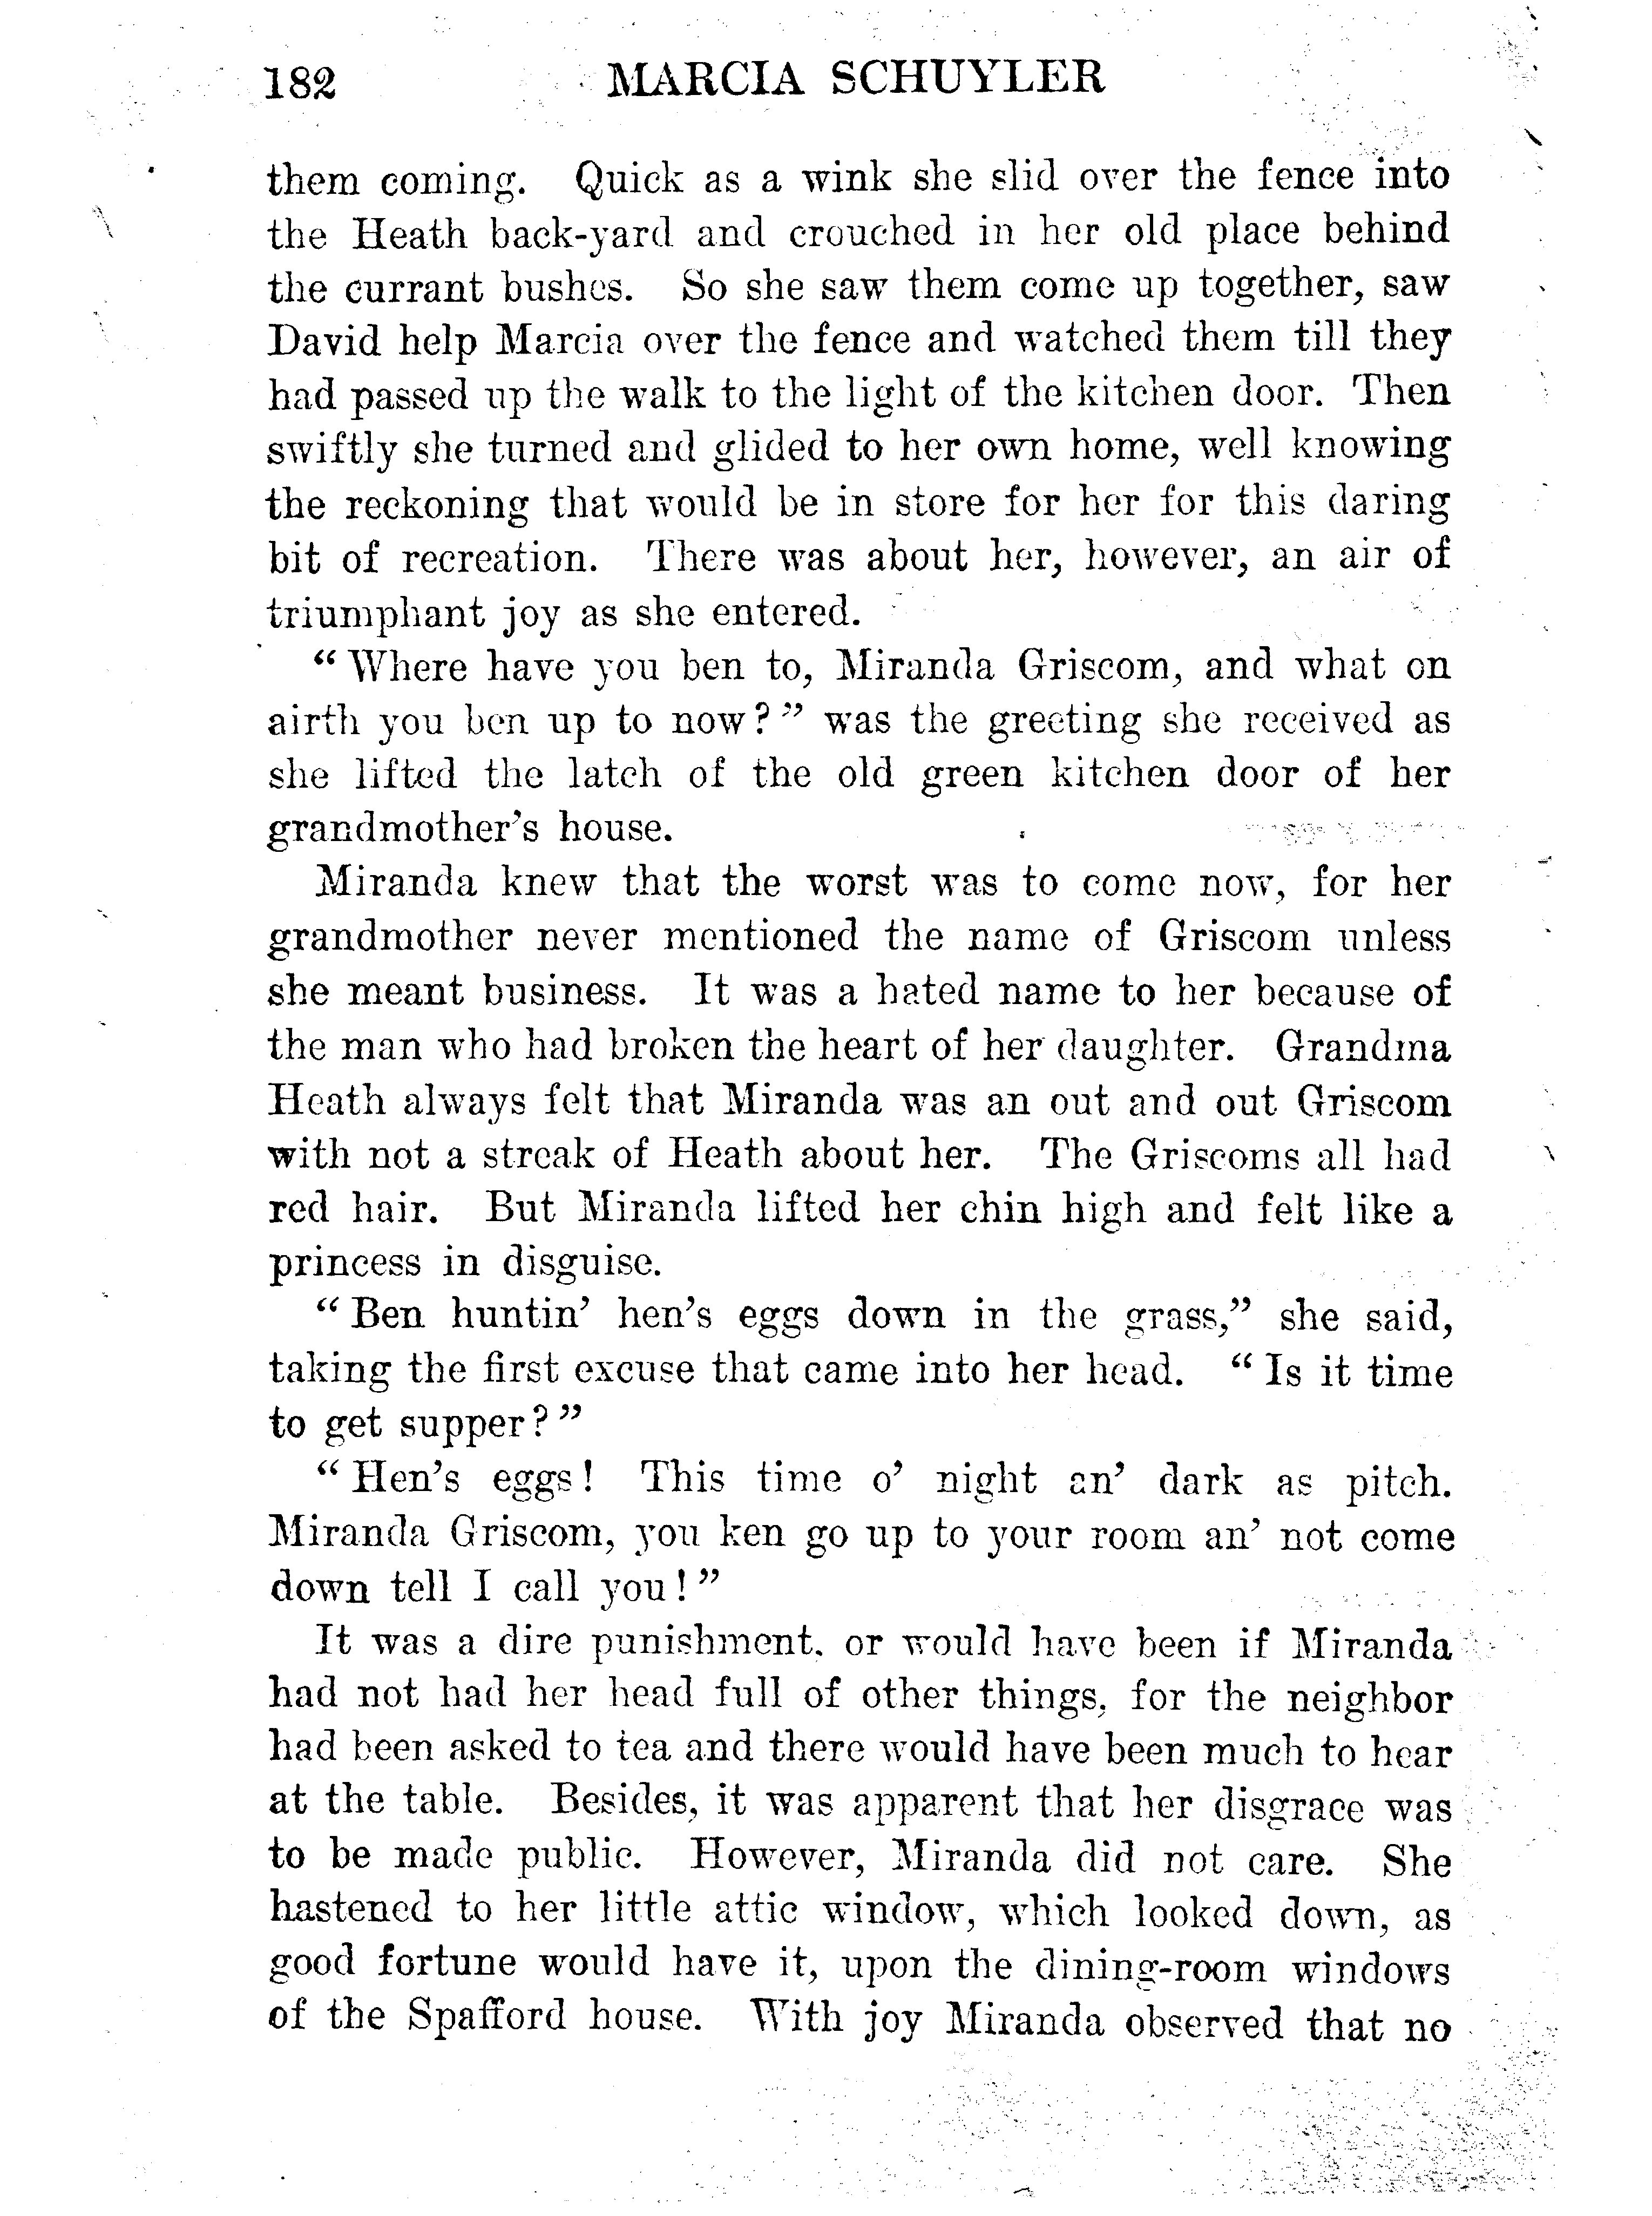 182 MARCIA SCHUYLER
them coming. Quick as a wink she slid over the fence into
the Heath back-yard and crouched in her old place behind
the currant bushes. So she saw them come up together, saw
David help Marcia over the fence and watched them till they
had passed up the walk to the light of the kitchen door. Then
swiftly she turned and glided to her own home, well knowing
the reckoning that would be in store for her for this daring
bit of recreation. There was about her, however, an air of
triumphant joy as she entered.
“ Where have you ben to, Miranda Griscom, and what on
airth you ben up to now? ” was the greeting she received as
she lifted the latch of the old green kitchen door of her
grandmother’s house.
Miranda knew that the worst was to come now, for her
grandmother never mentioned the name of Griscom unless
she meant business. It was a hated name to her because of
the man who had broken the heart of her daughter. Grandma
Heath always felt that Miranda was an out and out Griscom
with not a streak of Heath about her. The Griscoms all had
red hair. But Miranda lifted her chin high and felt like a
princess in disguise.
“ Ben huntin’ hen’s eggs down in the grass,” she said,
taking the first excuse that came into her head. “ Is it time
to get supper? ”
“ Hen’s eggs! This time o’ night an’ dark as pitch.
Miranda Griscom, you ken go up to your room an’ not come
down tell I call you! ”
It was a dire punishment, or would have been if Miranda
had not had her head full of other things, for the neighbor
had been asked to tea and there would have been much to hear
at the table. Besides, it was apparent that her disgrace was
to be made public. However, Miranda did not care. She
hastened to her little attic window, which looked down, as
good fortune would have it, upon the dining-room windows
of the Spafford house. With joy Miranda observed that no